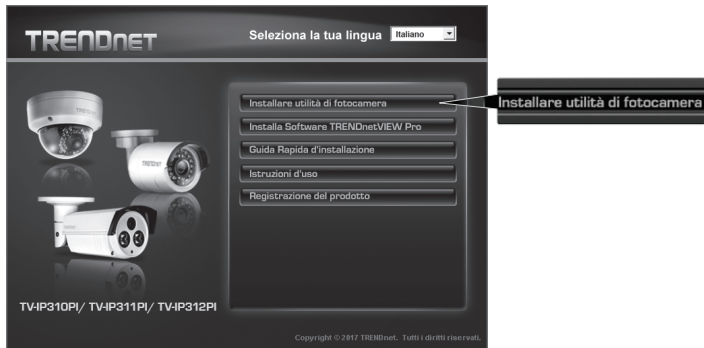 TRENDnet
Seleziona la tua lingua Italiano
Installare utilità di fotocamera
Installare utilità di fotocamera
Installa Software TRENDnetVIEW Pro
Guida Rapida d'installazione
Istruzioni d'uso
Registrazione del prodotto
TV-IP310PI/ TV-IP311PI/ TV-IP312PI
Copyright © 2017 TRENDnet. Tutti i diritti riservati.